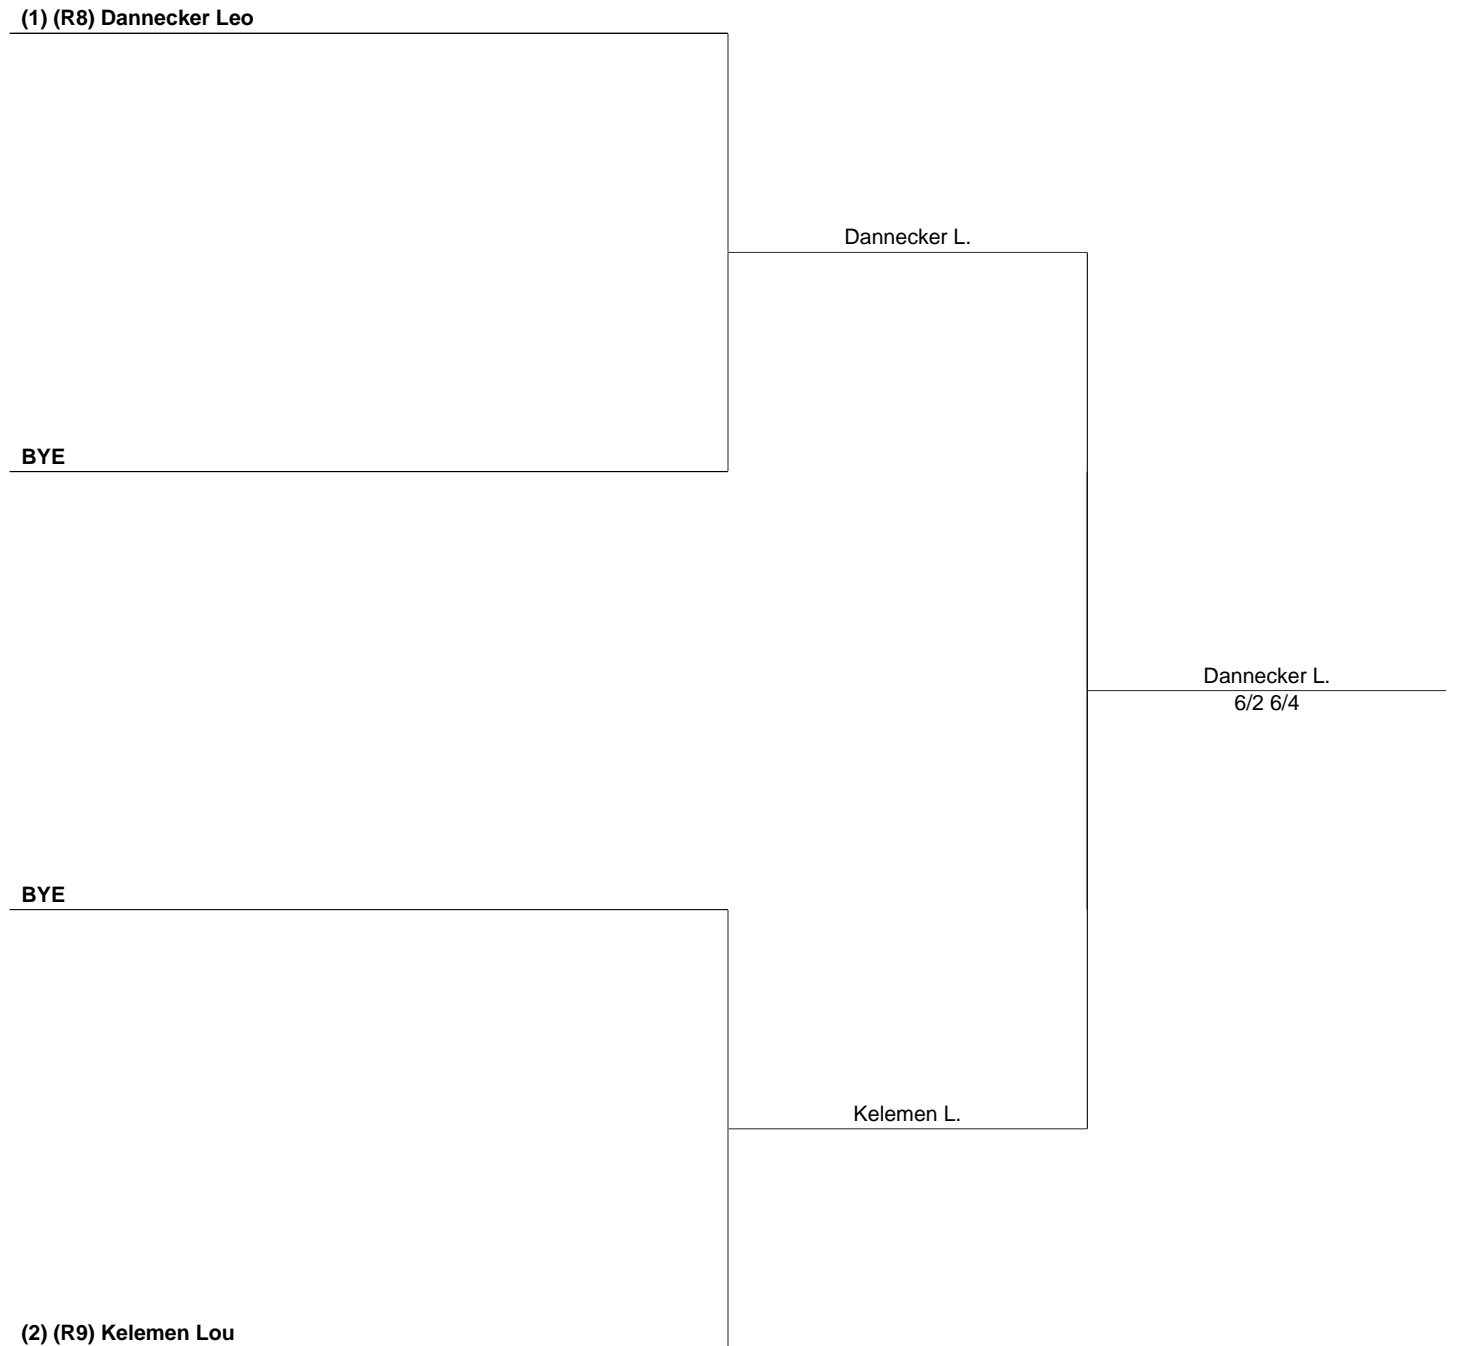 (1) (R8) Dannecker Leo
Dannecker L.
BYE
Dannecker L.
6/2 6/4
BYE
Kelemen L.
(2) (R9) Kelemen Lou